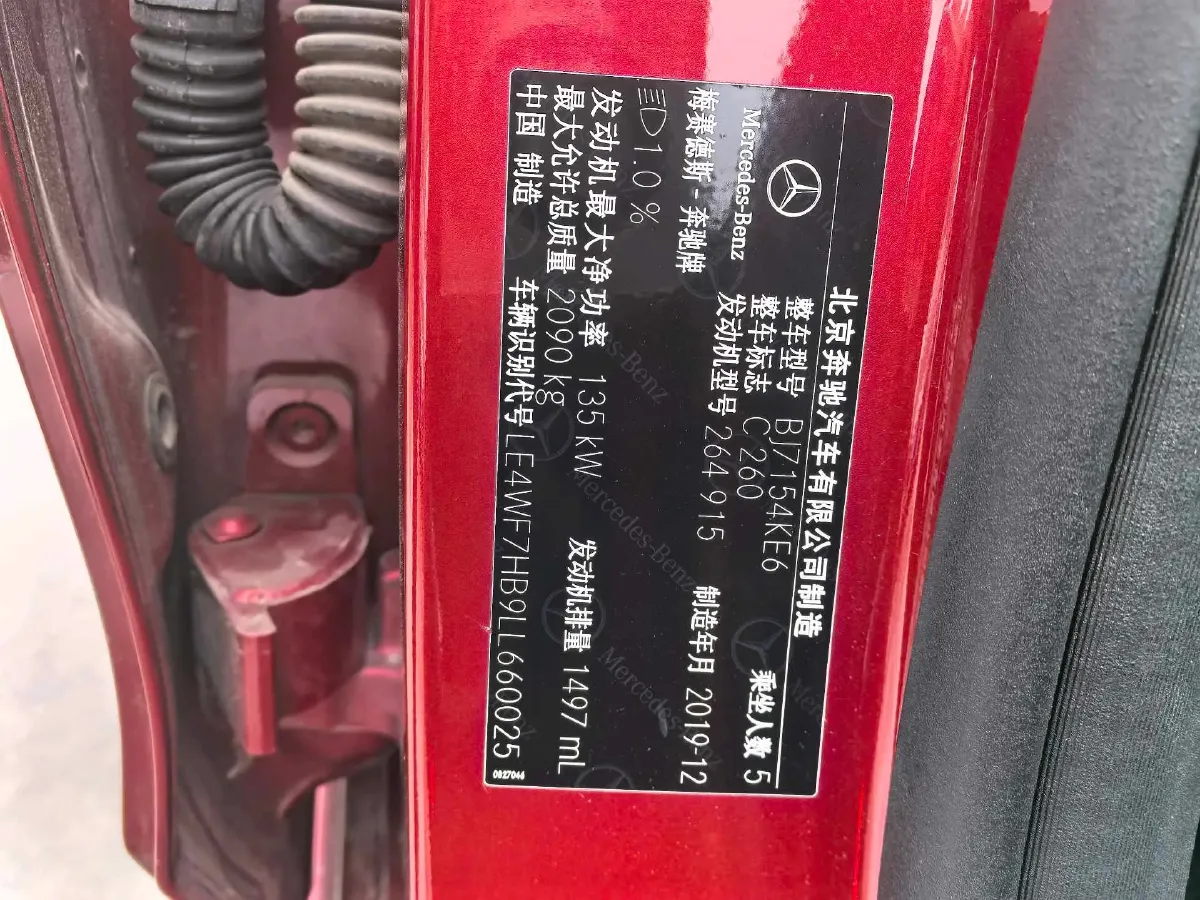 北京奔驰汽车有限公司制造
Mercedes-Benz
梅赛德斯-奔驰牌
整车型号 BJ7154KE6
整车标志 C 260
乘坐人数 5
发动机型号 264 915
制造年月 2019-12
1.0 %
发动机最大净功率 135 kW
发动机排量 1497 mL
最大允许总质量 2090 kg
中国 制造
车辆识别代号 LE4WF7HB9LL660025
0827046